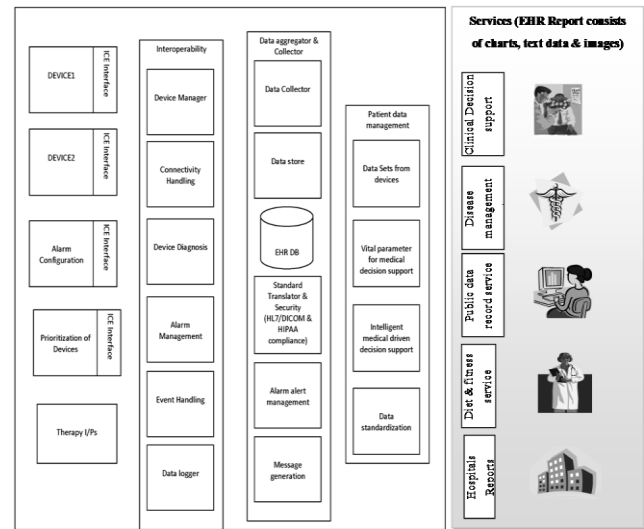 DEVICE1
ICE Interface
DEVICE2
ICE Interface
Alarm
Configuration
ICE Interface
Prioritization of
Devices
ICE Interface
Therapy I/Ps
Interoperability
Device Manager
Connectivity
Handling
Device Diagnosis
Alarm
Management
Event Handling
Data logger
Data aggregator &
Collector
Data Collector
Data store
EHR DB
Standard
Translator &
Security
(HL7/DICOM &
HIPAA
compliance)
Alarm alert
management
Message
generation
Patient data
management
Data Sets from
devices
Vital parameter
for medical
decision support
Intelligent
medical driven
decision support
Data
standardization
Services (EHR Report consists
of charts, text data & images)
Clinical Decision
support
Disease
management
Public data
record service
Diet & fitness
service
Hospitals
Reports